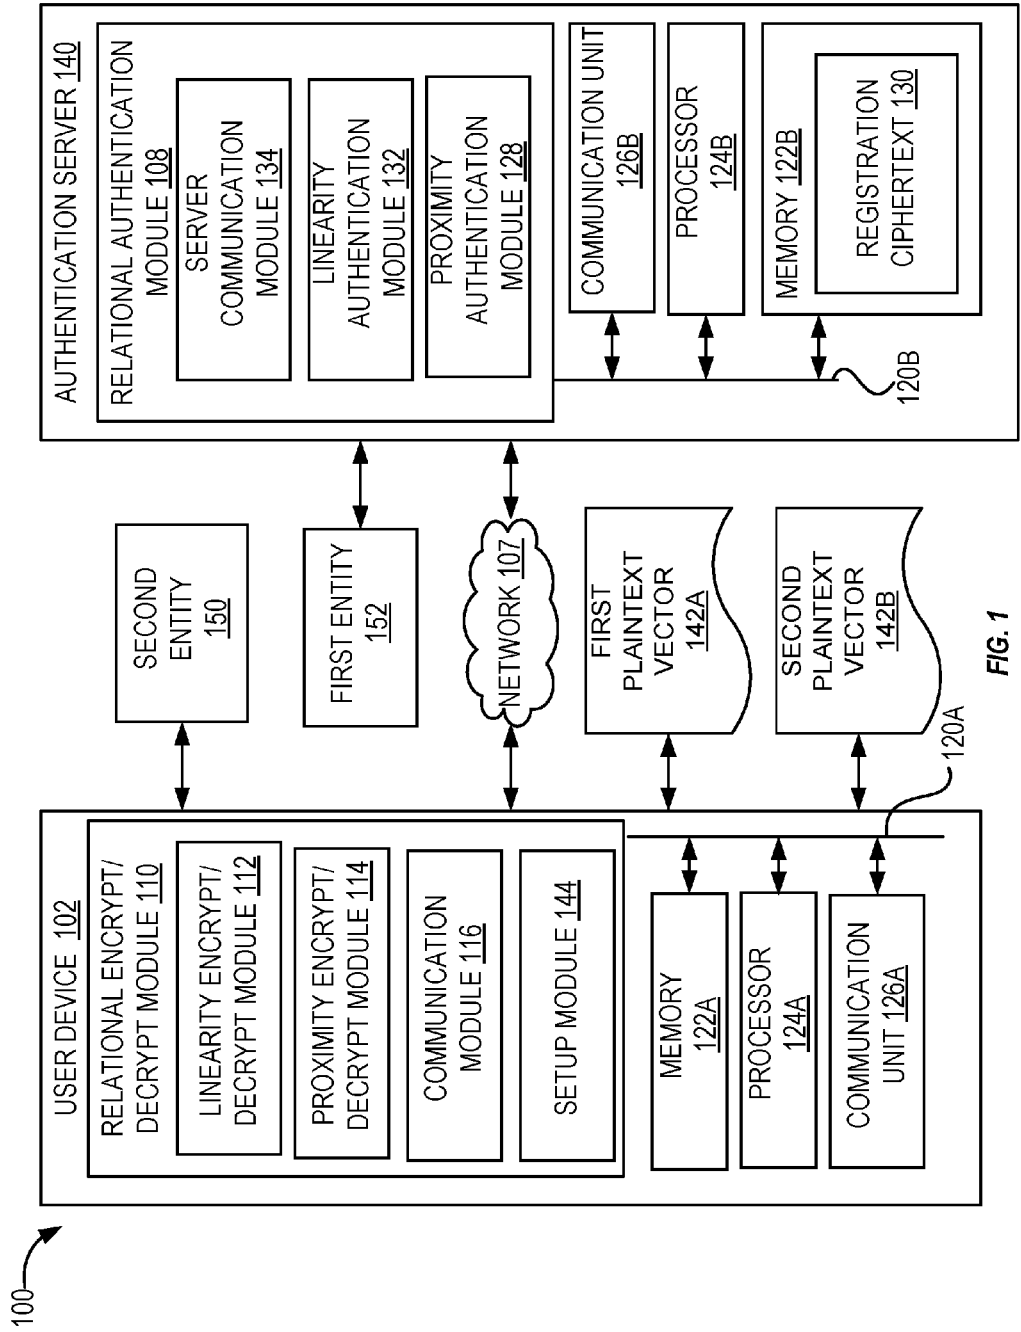 100
USER DEVICE 102
RELATIONAL ENCRYPT/
DECRYPT MODULE 110
LINEARITY ENCRYPT/
DECRYPT MODULE 112
PROXIMITY ENCRYPT/
DECRYPT MODULE 114
COMMUNICATION
MODULE 116
SETUP MODULE 144
MEMORY
122A
PROCESSOR
124A
COMMUNICATION
UNIT 126A
120A
SECOND
ENTITY
150
FIRST ENTITY
152
NETWORK 107
FIRST
PLAINTEXT
VECTOR
142A
SECOND
PLAINTEXT
VECTOR
142B
AUTHENTICATION SERVER 140
RELATIONAL AUTHENTICATION
MODULE 108
SERVER
COMMUNICATION
MODULE 134
LINEARITY
AUTHENTICATION
MODULE 132
PROXIMITY
AUTHENTICATION
MODULE 128
COMMUNICATION UNIT
126B
PROCESSOR
124B
MEMORY 122B
REGISTRATION
CIPHERTEXT 130
120B
FIG. 1